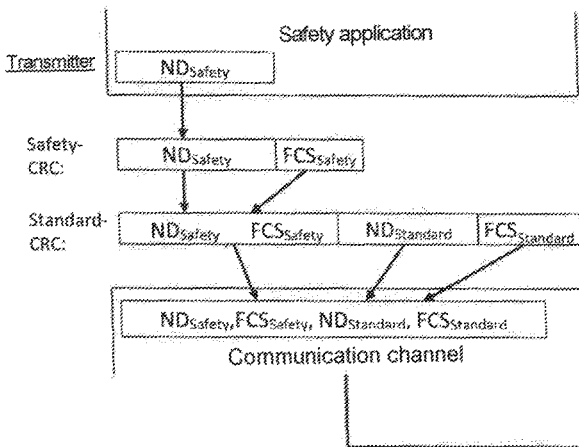 Safety application
Transmitter
NDSafety
Safety-
CRC:
NDSafety
FCSSafety
Standard-
CRC:
NDSafety
FCSSafety
NDStandard
FCSStandard
NDSafety,FCSSafety, NDStandard, FCSStandard
Communication channel